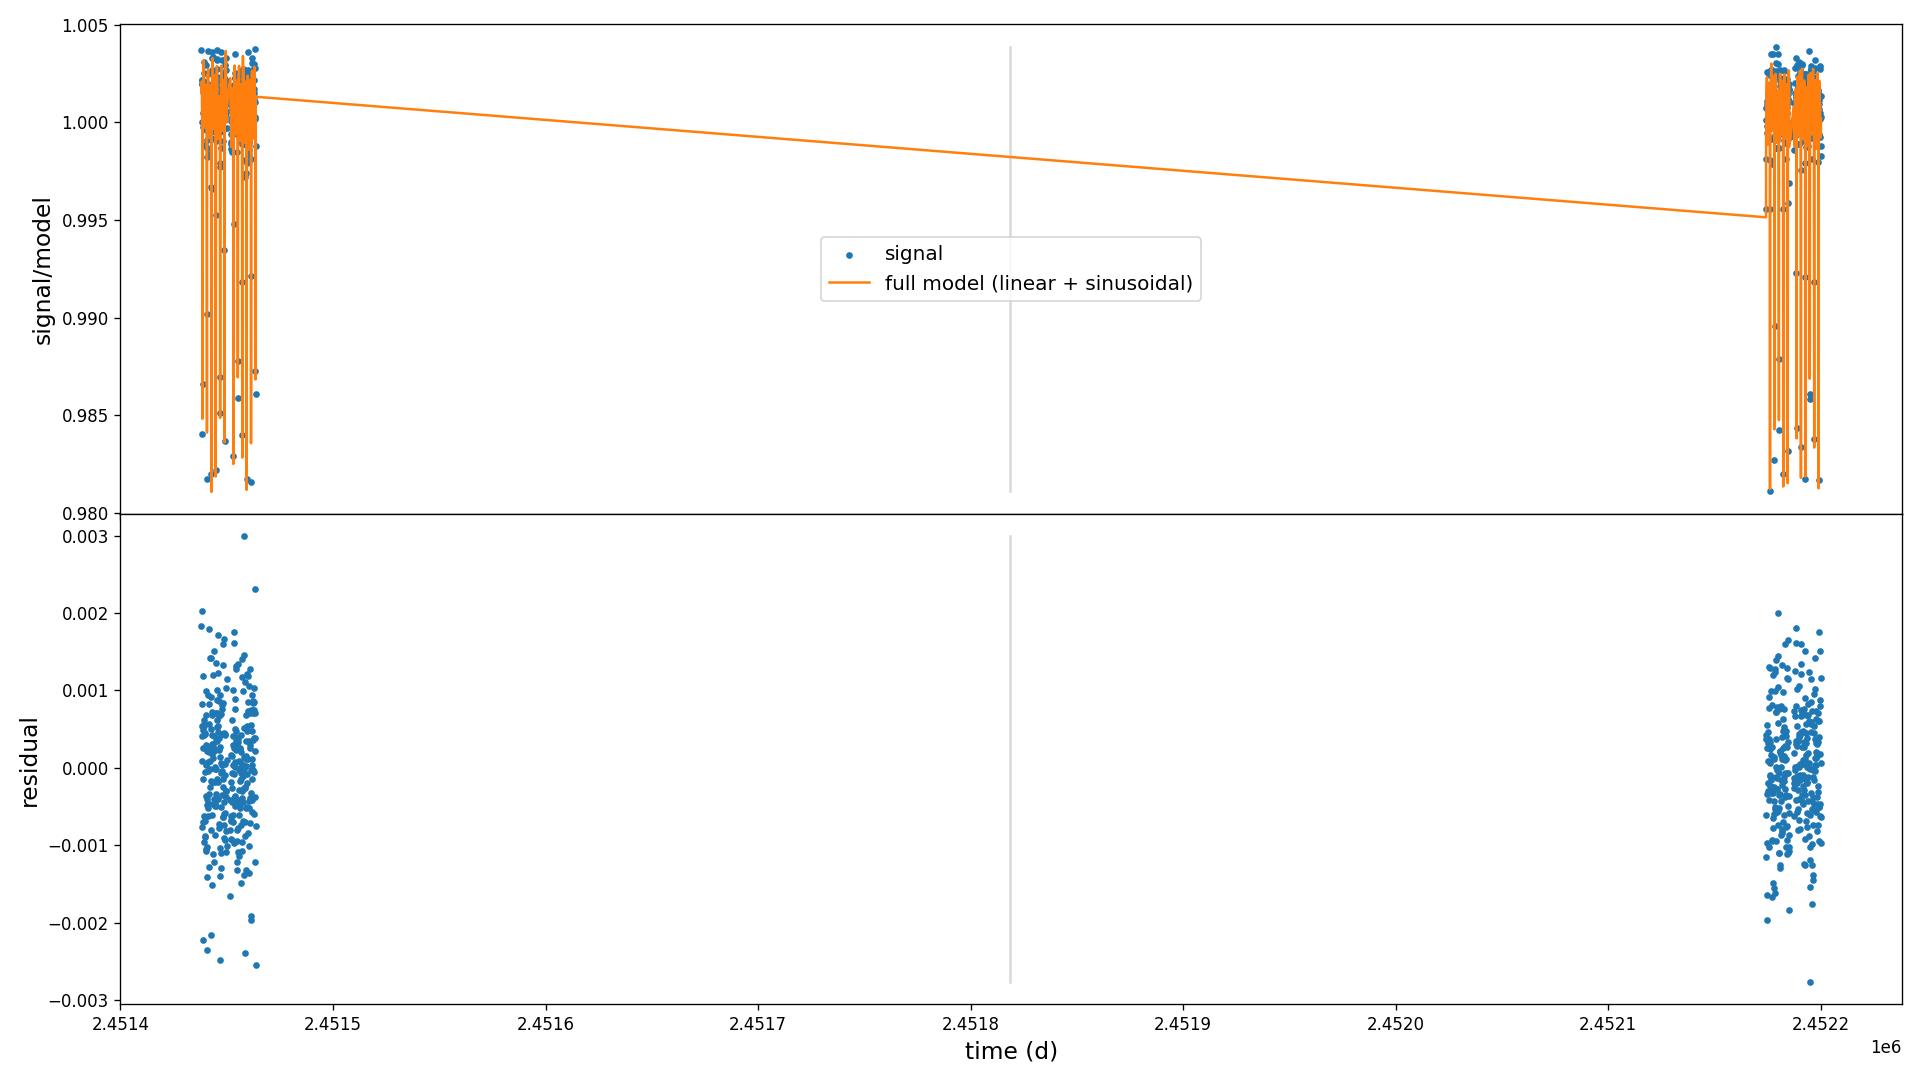 1.005
1.000
0.995
0.990
0.985
0.980
signal/model
signal
full model (linear + sinusoidal)
0.003
0.002
0.001
0.000
−0.001
−0.002
−0.003
residual
2.4514 2.4515 2.4516 2.4517 2.4518 2.4519 2.4520 2.4521 2.4522
1e6
time (d)